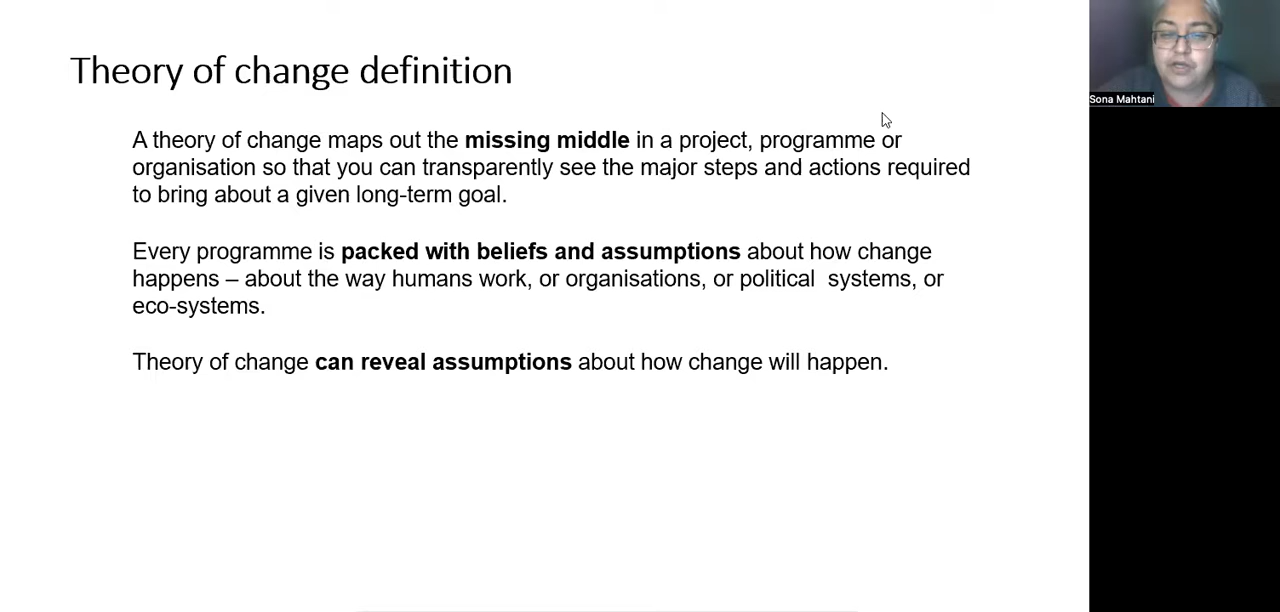 Theory of change definition
Sona Mahtani
A theory of change maps out the missing middle in a project, programme or
organisation so that you can transparently see the major steps and actions required
to bring about a given long-term goal.
Every programme is packed with beliefs and assumptions about how change
happens – about the way humans work, or organisations, or political  systems, or
eco-systems.
Theory of change can reveal assumptions about how change will happen.